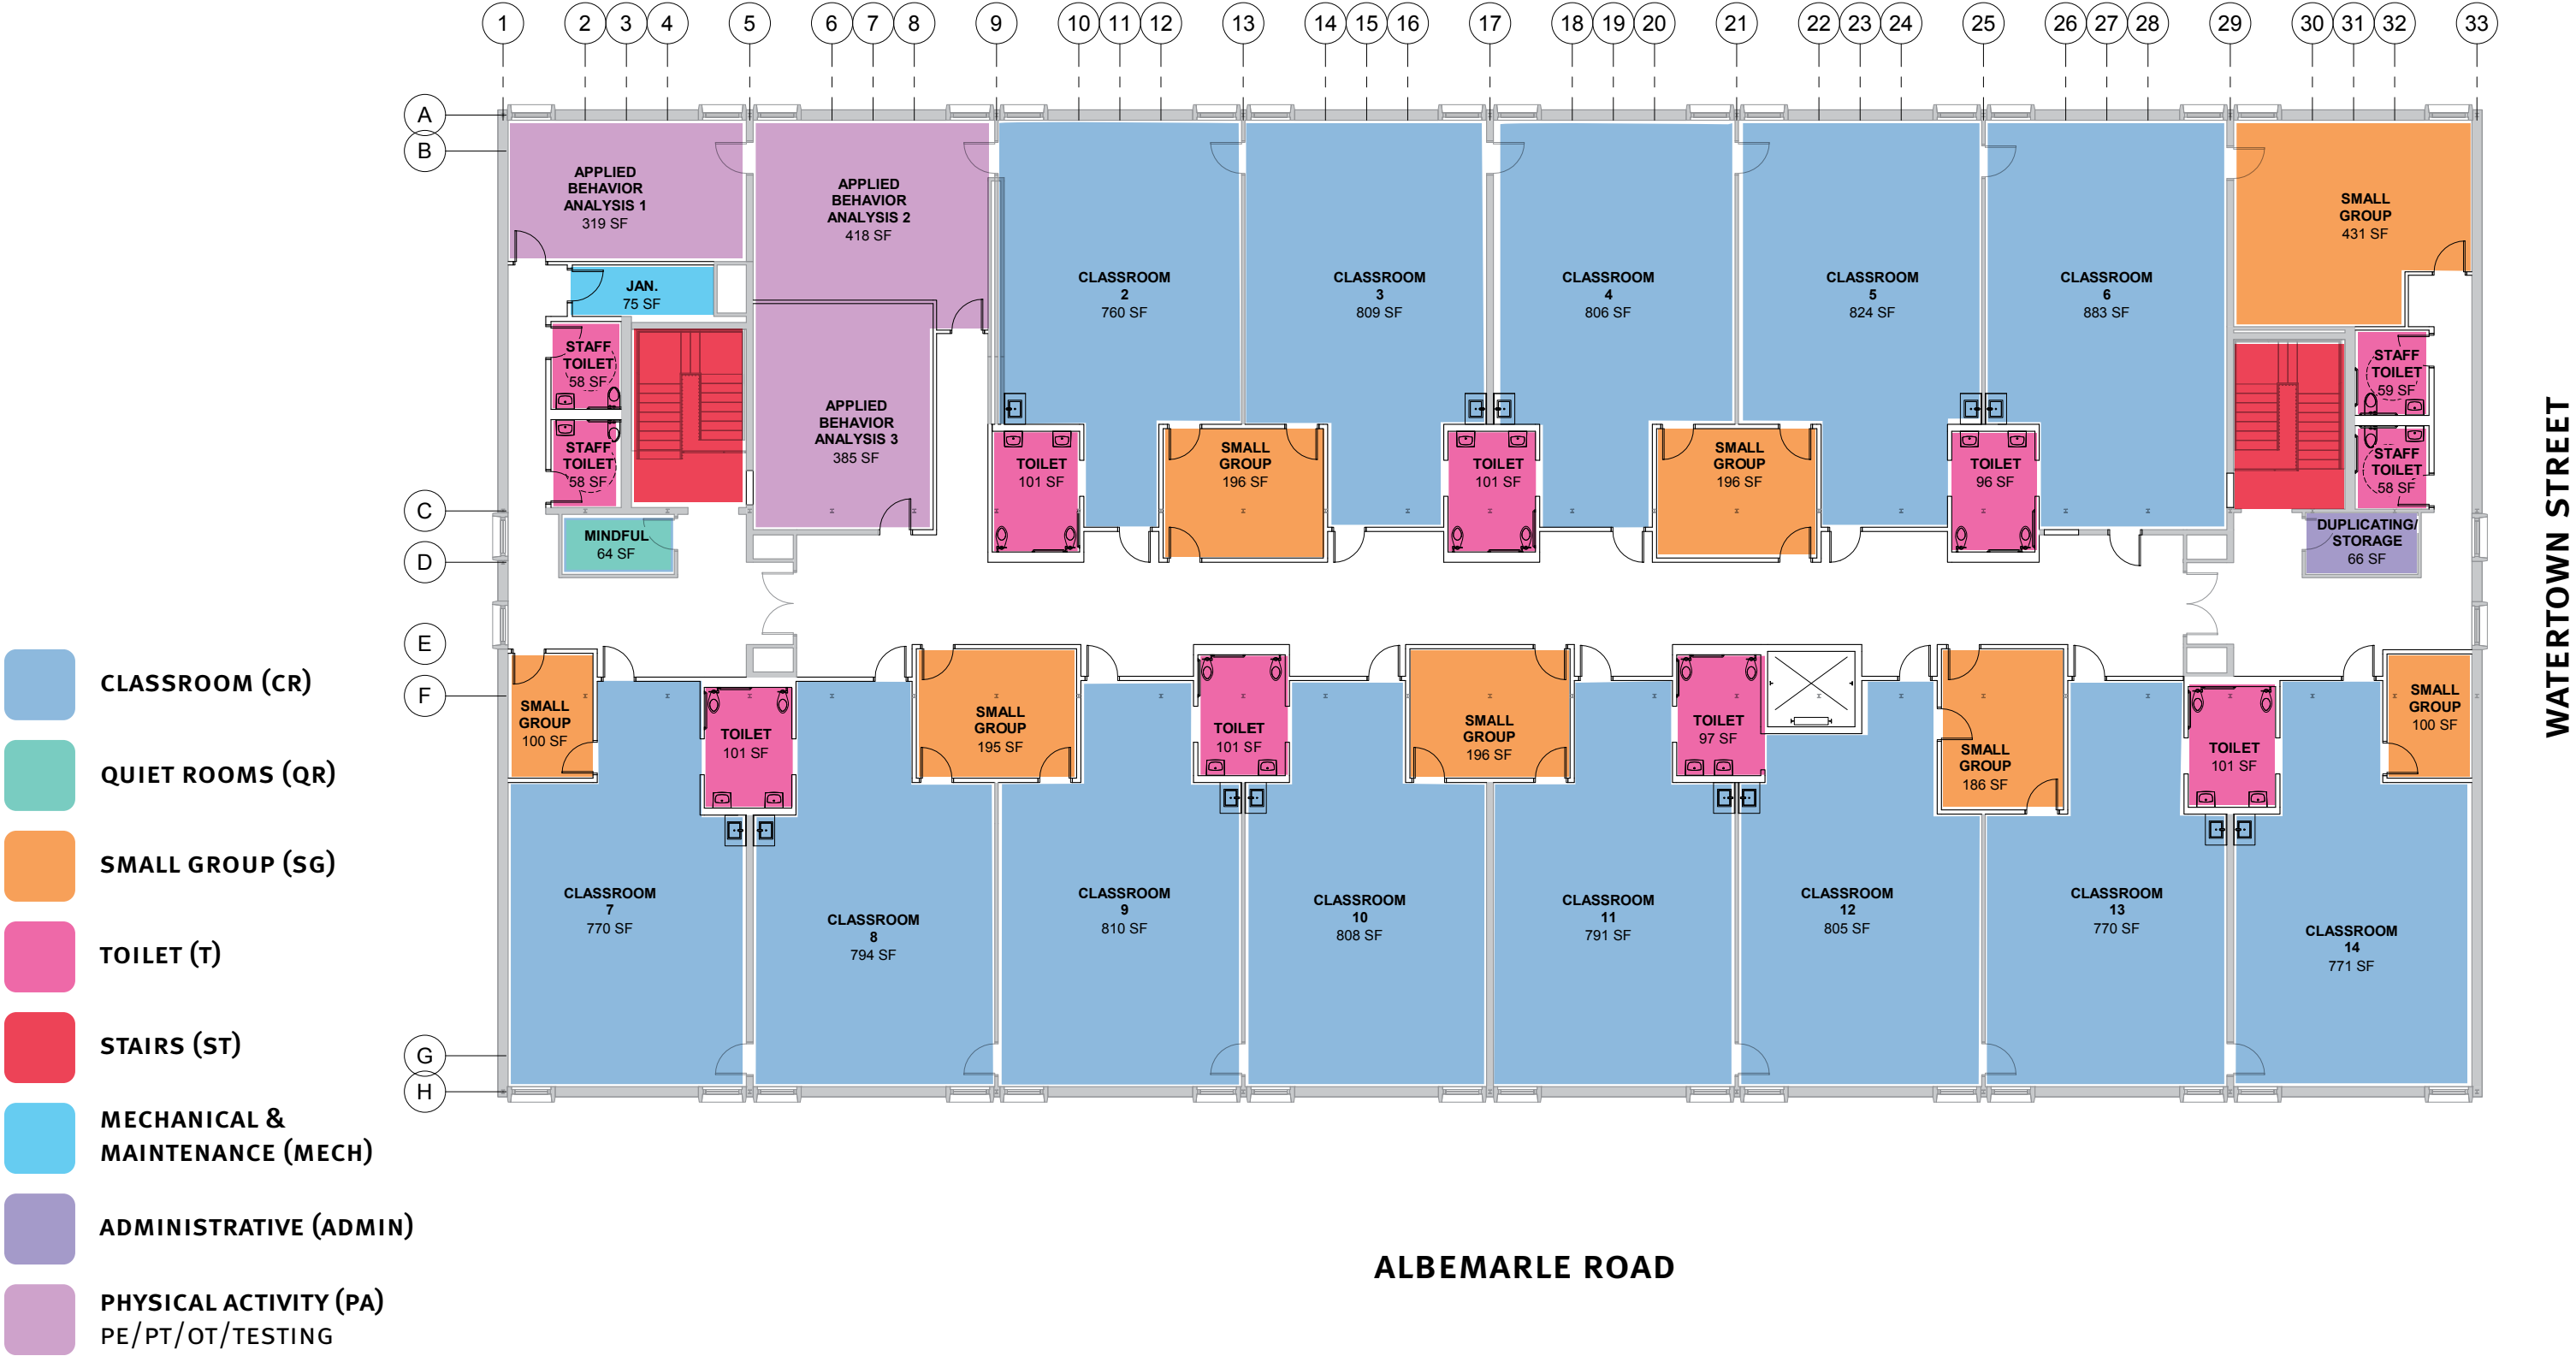 1 2 3 4 5 6 7 8 9 10 11 12 13 14 15 16 17 18 19 20 21 22 23 24 25 26 27 28 29 30 31 32 33
A
B
C
D
E
F
G
H
APPLIED
BEHAVIOR
ANALYSIS 1
319 SF
APPLIED
BEHAVIOR
ANALYSIS 2
418 SF
JAN.
75 SF
STAFF
TOILET
58 SF
STAFF
TOILET
58 SF
MINDFUL
64 SF
APPLIED
BEHAVIOR
ANALYSIS 3
385 SF
CLASSROOM
2
760 SF
CLASSROOM
3
809 SF
CLASSROOM
4
806 SF
CLASSROOM
5
824 SF
CLASSROOM
6
883 SF
SMALL
GROUP
431 SF
TOILET
101 SF
SMALL
GROUP
196 SF
TOILET
101 SF
SMALL
GROUP
196 SF
TOILET
96 SF
STAFF
TOILET
59 SF
STAFF
TOILET
58 SF
DUPLICATING/
STORAGE
66 SF
SMALL
GROUP
100 SF
TOILET
101 SF
SMALL
GROUP
195 SF
TOILET
101 SF
SMALL
GROUP
196 SF
TOILET
97 SF
SMALL
GROUP
186 SF
TOILET
101 SF
SMALL
GROUP
100 SF
CLASSROOM
7
770 SF
CLASSROOM
8
794 SF
CLASSROOM
9
810 SF
CLASSROOM
10
808 SF
CLASSROOM
11
791 SF
CLASSROOM
12
805 SF
CLASSROOM
13
770 SF
CLASSROOM
14
771 SF
WATERTOWN STREET
ALBEMARLE ROAD
CLASSROOM (CR)
QUIET ROOMS (QR)
SMALL GROUP (SG)
TOILET (T)
STAIRS (ST)
MECHANICAL &
MAINTENANCE (MECH)
ADMINISTRATIVE (ADMIN)
PHYSICAL ACTIVITY (PA)
PE/PT/OT/TESTING